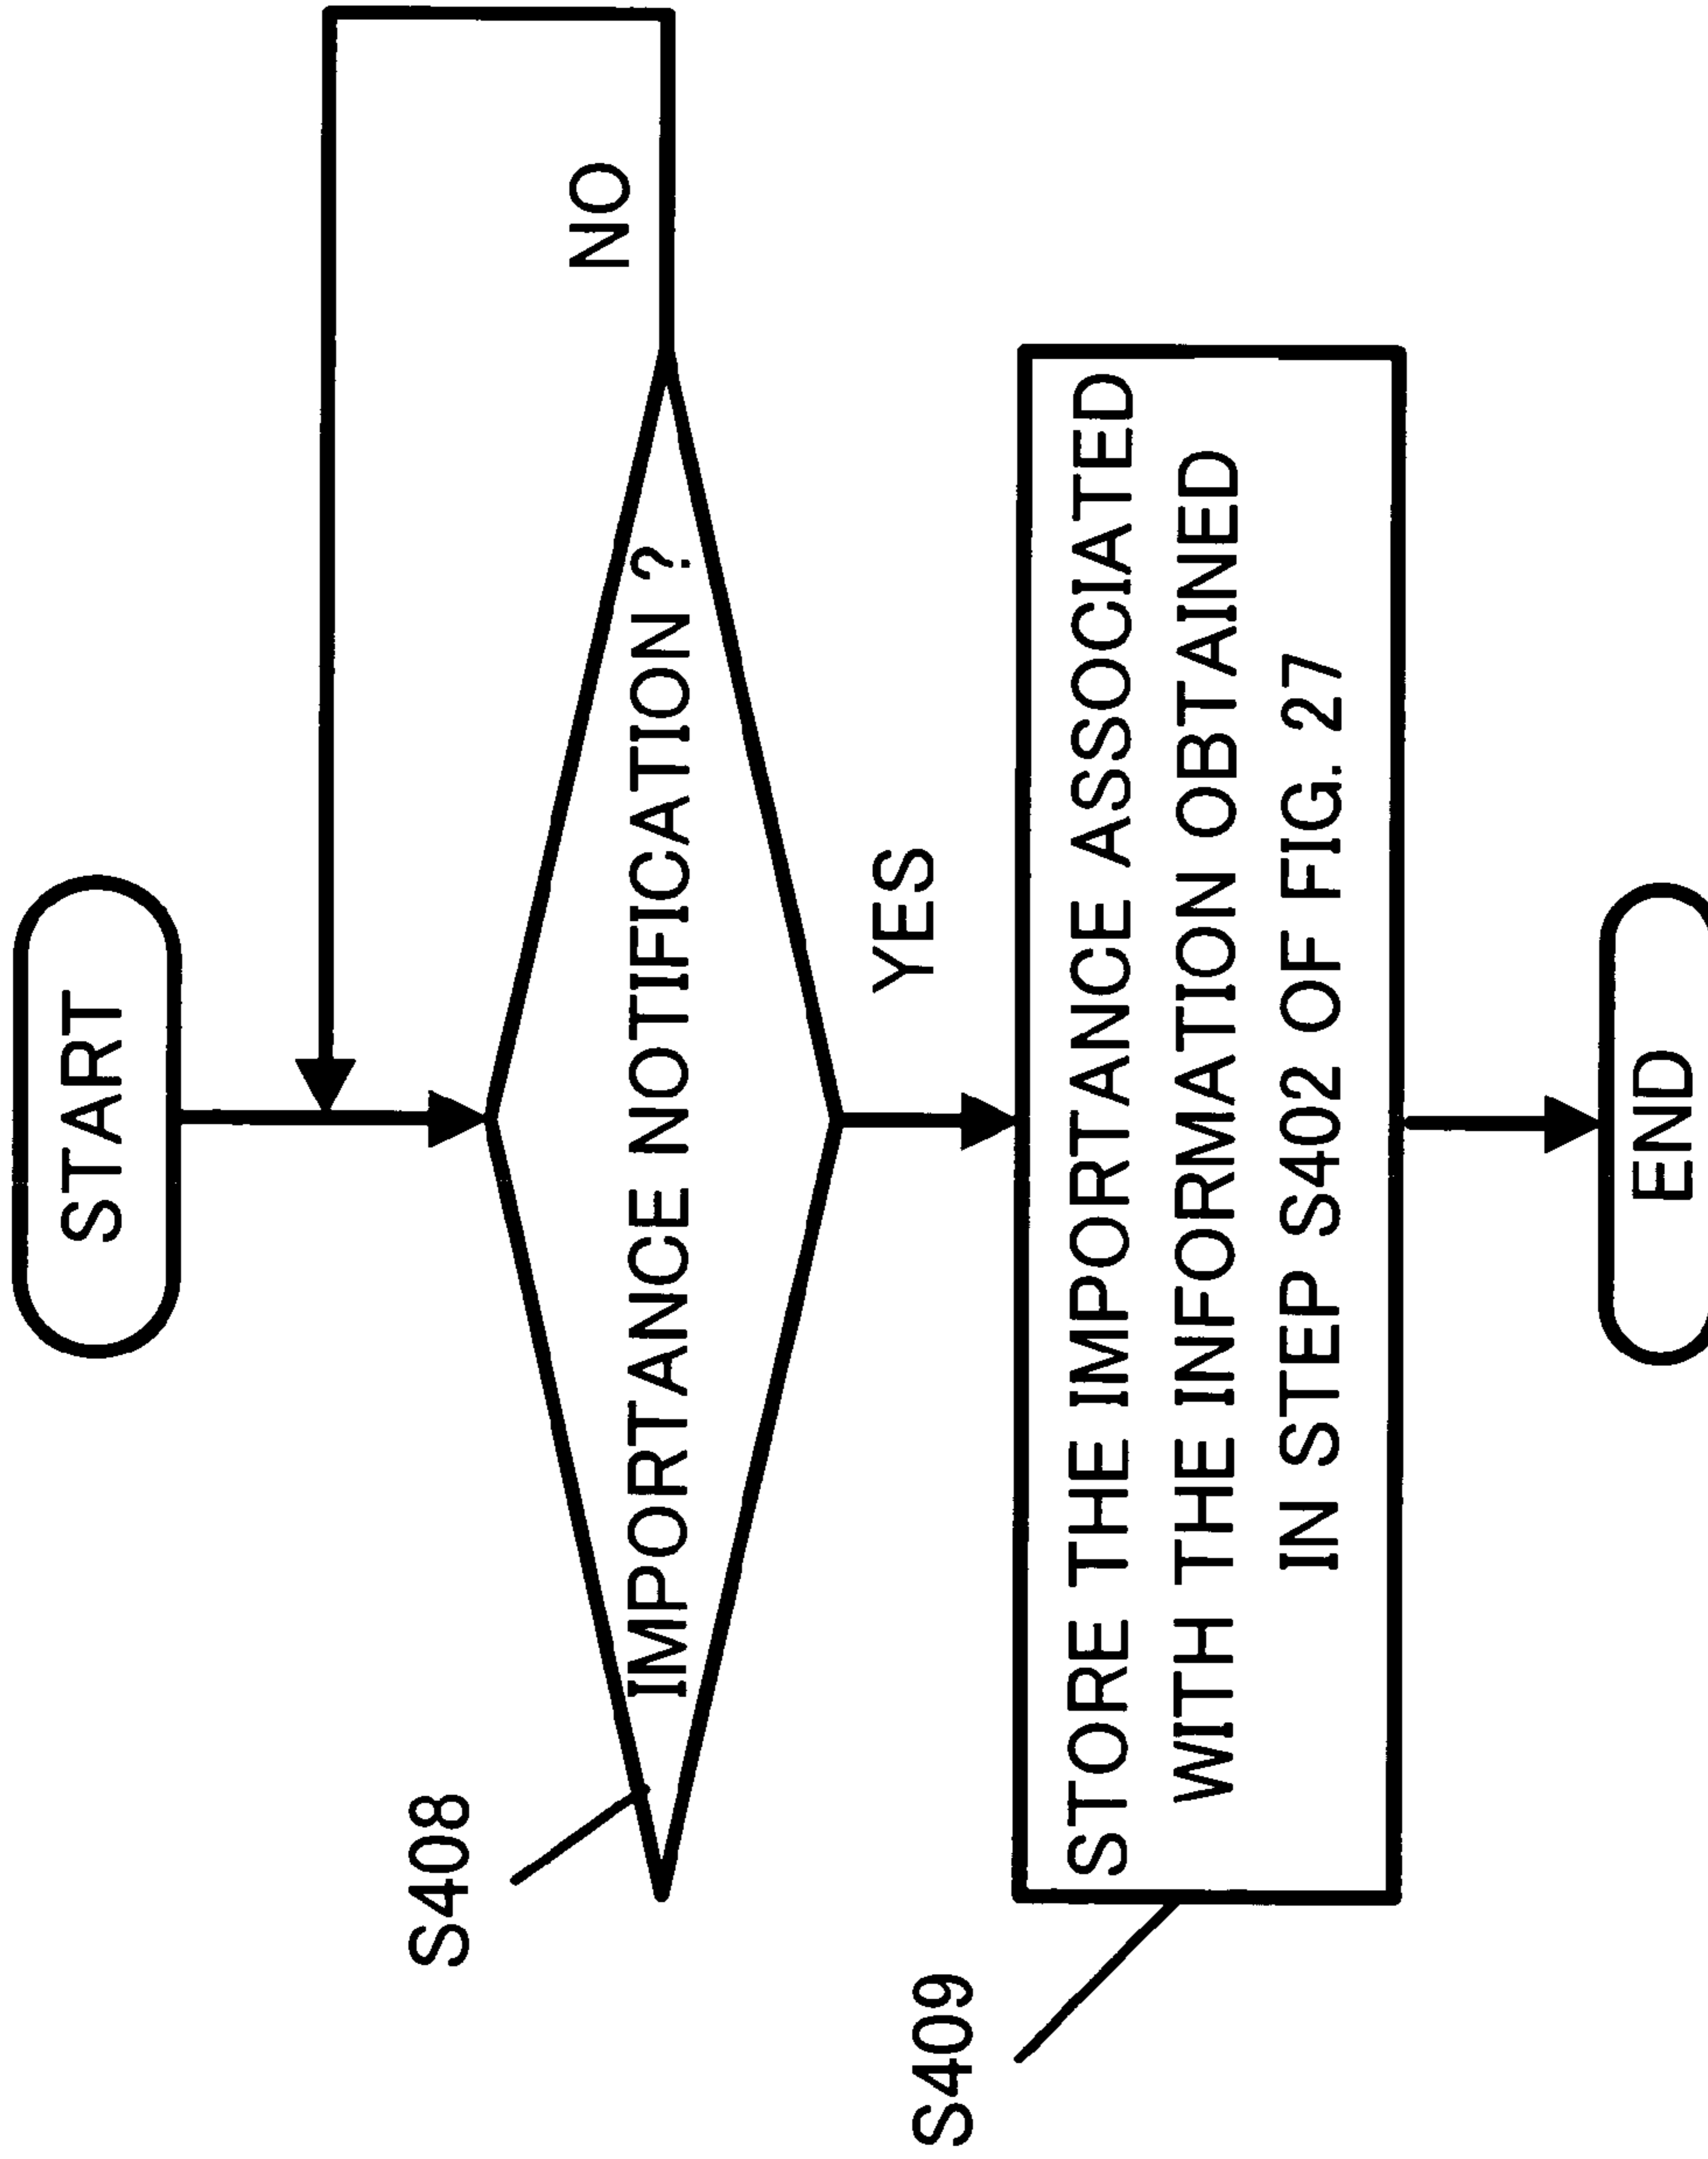 START
S408
IMPORTANCE NOTIFICATION ?
NO
YES
S409
STORE THE IMPORTANCE ASSOCIATED
WITH THE INFORMATION OBTAINED
IN STEP S402 OF FIG. 27
END